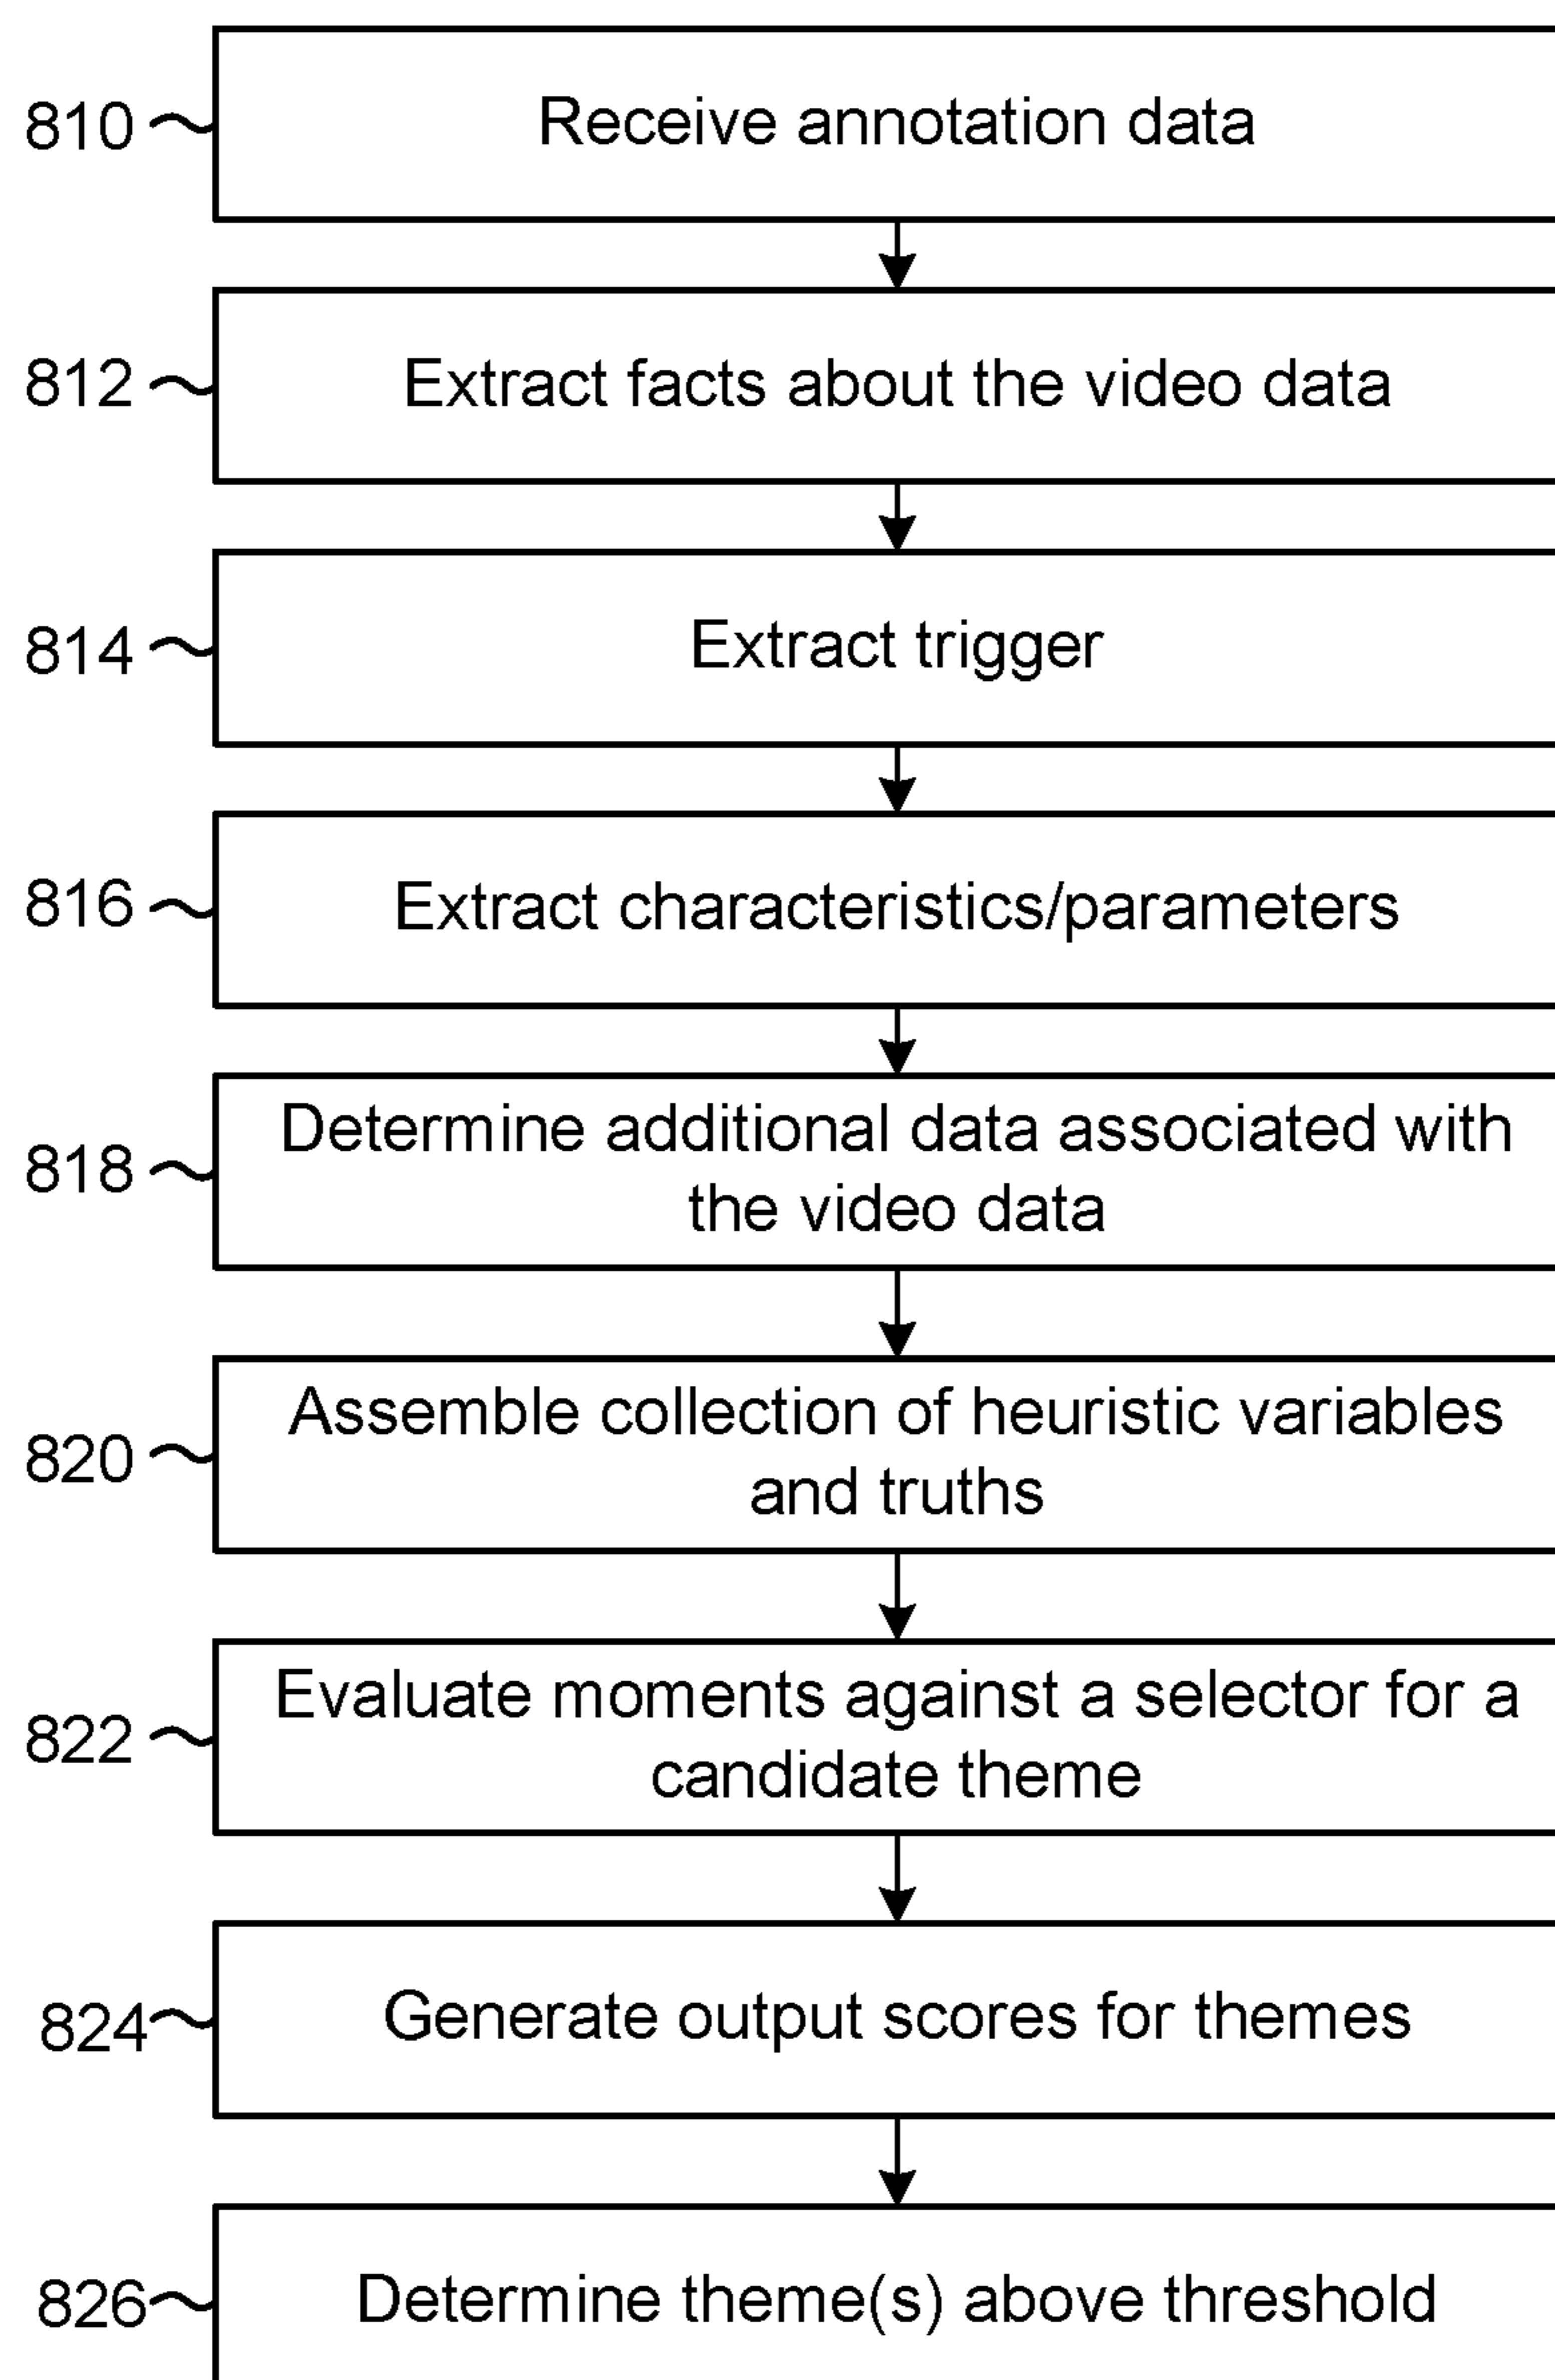 810
Receive annotation data
812
Extract facts about the video data
814
Extract trigger
816
Extract characteristics/parameters
818
Determine additional data associated with
the video data
820
Assemble collection of heuristic variables
and truths
822
Evaluate moments against a selector for a
candidate theme
824
Generate output scores for themes
826
Determine theme(s) above threshold